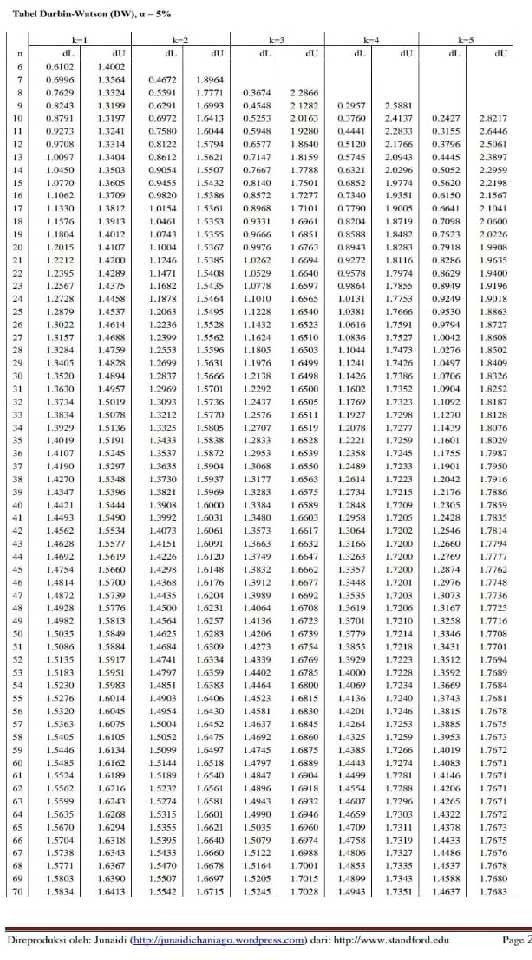 Tabel Durbin-Watson (DW), α = 5%
k=1 k=2 k=3 k=4 k=5
n dL dU dL dU dL dU dL dU dL dU
6 0.6102 1.4002
7 0.6996 1.3564 0.4672 1.8964
8 0.7629 1.3324 0.5591 1.7771 0.3674 2.2866
9 0.8243 1.3199 0.6291 1.6993 0.4548 2.1282 0.2957 2.5881
10 0.8791 1.3197 0.6972 1.6413 0.5253 2.0163 0.3760 2.4137 0.2427 2.8217
11 0.9273 1.3241 0.7580 1.6044 0.5948 1.9280 0.4441 2.2833 0.3155 2.6446
12 0.9708 1.3314 0.8122 1.5794 0.6577 1.8640 0.5120 2.1766 0.3796 2.5061
13 1.0097 1.3404 0.8612 1.5621 0.7147 1.8159 0.5745 2.0943 0.4445 2.3897
14 1.0450 1.3503 0.9054 1.5507 0.7667 1.7788 0.6321 2.0296 0.5052 2.2959
15 1.0770 1.3605 0.9455 1.5432 0.8140 1.7501 0.6852 1.9774 0.5620 2.2198
16 1.1062 1.3709 0.9820 1.5386 0.8572 1.7277 0.7340 1.9351 0.6150 2.1567
17 1.1330 1.3812 1.0154 1.5361 0.8968 1.7101 0.7790 1.9005 0.6641 2.1041
18 1.1576 1.3913 1.0461 1.5353 0.9331 1.6961 0.8204 1.8719 0.7098 2.0600
19 1.1804 1.4012 1.0743 1.5355 0.9666 1.6851 0.8588 1.8482 0.7523 2.0226
20 1.2015 1.4107 1.1004 1.5367 0.9976 1.6763 0.8943 1.8283 0.7918 1.9908
21 1.2212 1.4200 1.1246 1.5385 1.0262 1.6694 0.9272 1.8116 0.8286 1.9635
22 1.2395 1.4289 1.1471 1.5408 1.0529 1.6640 0.9578 1.7974 0.8629 1.9400
23 1.2567 1.4375 1.1682 1.5435 1.0778 1.6597 0.9864 1.7855 0.8949 1.9196
24 1.2728 1.4458 1.1878 1.5464 1.1010 1.6565 1.0131 1.7753 0.9249 1.9018
25 1.2879 1.4537 1.2063 1.5495 1.1228 1.6540 1.0381 1.7666 0.9530 1.8863
26 1.3022 1.4614 1.2236 1.5528 1.1432 1.6523 1.0616 1.7591 0.9794 1.8727
27 1.3157 1.4688 1.2399 1.5562 1.1624 1.6510 1.0836 1.7527 1.0042 1.8608
28 1.3284 1.4759 1.2553 1.5596 1.1805 1.6503 1.1044 1.7473 1.0276 1.8502
29 1.3405 1.4828 1.2699 1.5631 1.1976 1.6499 1.1241 1.7426 1.0497 1.8409
30 1.3520 1.4894 1.2837 1.5666 1.2138 1.6498 1.1426 1.7386 1.0706 1.8326
31 1.3630 1.4957 1.2969 1.5701 1.2292 1.6500 1.1602 1.7352 1.0904 1.8252
32 1.3734 1.5019 1.3093 1.5736 1.2437 1.6505 1.1769 1.7323 1.1092 1.8187
33 1.3834 1.5078 1.3212 1.5770 1.2576 1.6511 1.1927 1.7298 1.1270 1.8128
34 1.3929 1.5136 1.3325 1.5805 1.2707 1.6519 1.2078 1.7277 1.1439 1.8076
35 1.4019 1.5191 1.3433 1.5838 1.2833 1.6528 1.2221 1.7259 1.1601 1.8029
36 1.4107 1.5245 1.3537 1.5872 1.2953 1.6539 1.2358 1.7245 1.1755 1.7987
37 1.4190 1.5297 1.3635 1.5904 1.3068 1.6550 1.2489 1.7233 1.1901 1.7950
38 1.4270 1.5348 1.3730 1.5937 1.3177 1.6563 1.2614 1.7223 1.2042 1.7916
39 1.4347 1.5396 1.3821 1.5969 1.3283 1.6575 1.2734 1.7215 1.2176 1.7886
40 1.4421 1.5444 1.3908 1.6000 1.3384 1.6589 1.2848 1.7209 1.2305 1.7859
41 1.4493 1.5490 1.3992 1.6031 1.3480 1.6603 1.2958 1.7205 1.2428 1.7835
42 1.4562 1.5534 1.4073 1.6061 1.3573 1.6617 1.3064 1.7202 1.2546 1.7814
43 1.4628 1.5577 1.4151 1.6091 1.3663 1.6632 1.3166 1.7200 1.2660 1.7794
44 1.4692 1.5619 1.4226 1.6120 1.3749 1.6647 1.3263 1.7200 1.2769 1.7777
45 1.4754 1.5660 1.4298 1.6148 1.3832 1.6662 1.3357 1.7200 1.2874 1.7762
46 1.4814 1.5700 1.4368 1.6176 1.3912 1.6677 1.3448 1.7201 1.2976 1.7748
47 1.4872 1.5739 1.4435 1.6204 1.3989 1.6692 1.3535 1.7203 1.3073 1.7736
48 1.4928 1.5776 1.4500 1.6231 1.4064 1.6708 1.3619 1.7206 1.3167 1.7725
49 1.4982 1.5813 1.4564 1.6257 1.4136 1.6723 1.3701 1.7210 1.3258 1.7716
50 1.5035 1.5849 1.4625 1.6283 1.4206 1.6739 1.3779 1.7214 1.3346 1.7708
51 1.5086 1.5884 1.4684 1.6309 1.4273 1.6754 1.3855 1.7218 1.3431 1.7701
52 1.5135 1.5917 1.4741 1.6334 1.4339 1.6769 1.3929 1.7223 1.3512 1.7694
53 1.5183 1.5951 1.4797 1.6359 1.4402 1.6785 1.4000 1.7228 1.3592 1.7689
54 1.5230 1.5983 1.4851 1.6383 1.4464 1.6800 1.4069 1.7234 1.3669 1.7684
55 1.5276 1.6014 1.4903 1.6406 1.4523 1.6815 1.4136 1.7240 1.3743 1.7681
56 1.5320 1.6045 1.4954 1.6430 1.4581 1.6830 1.4201 1.7246 1.3815 1.7678
57 1.5363 1.6075 1.5004 1.6452 1.4637 1.6845 1.4264 1.7253 1.3885 1.7675
58 1.5405 1.6105 1.5052 1.6475 1.4692 1.6860 1.4325 1.7259 1.3953 1.7673
59 1.5446 1.6134 1.5099 1.6497 1.4745 1.6875 1.4385 1.7266 1.4019 1.7672
60 1.5485 1.6162 1.5144 1.6518 1.4797 1.6889 1.4443 1.7274 1.4083 1.7671
61 1.5524 1.6189 1.5189 1.6540 1.4847 1.6904 1.4499 1.7281 1.4146 1.7671
62 1.5562 1.6216 1.5232 1.6561 1.4896 1.6918 1.4554 1.7288 1.4206 1.7671
63 1.5599 1.6243 1.5274 1.6581 1.4943 1.6932 1.4607 1.7296 1.4265 1.7671
64 1.5635 1.6268 1.5315 1.6601 1.4990 1.6946 1.4659 1.7303 1.4322 1.7672
65 1.5670 1.6294 1.5355 1.6621 1.5035 1.6960 1.4709 1.7311 1.4378 1.7673
66 1.5704 1.6318 1.5395 1.6640 1.5079 1.6974 1.4758 1.7319 1.4433 1.7675
67 1.5738 1.6343 1.5433 1.6660 1.5122 1.6988 1.4806 1.7327 1.4486 1.7676
68 1.5771 1.6367 1.5470 1.6678 1.5164 1.7001 1.4853 1.7335 1.4537 1.7678
69 1.5803 1.6390 1.5507 1.6697 1.5205 1.7015 1.4899 1.7343 1.4588 1.7680
70 1.5834 1.6413 1.5542 1.6715 1.5245 1.7028 1.4943 1.7351 1.4637 1.7683
Direproduksi oleh: Junaidi (http://junaidichaniago.wordpress.com) dari: http://www.standford.edu Page 2